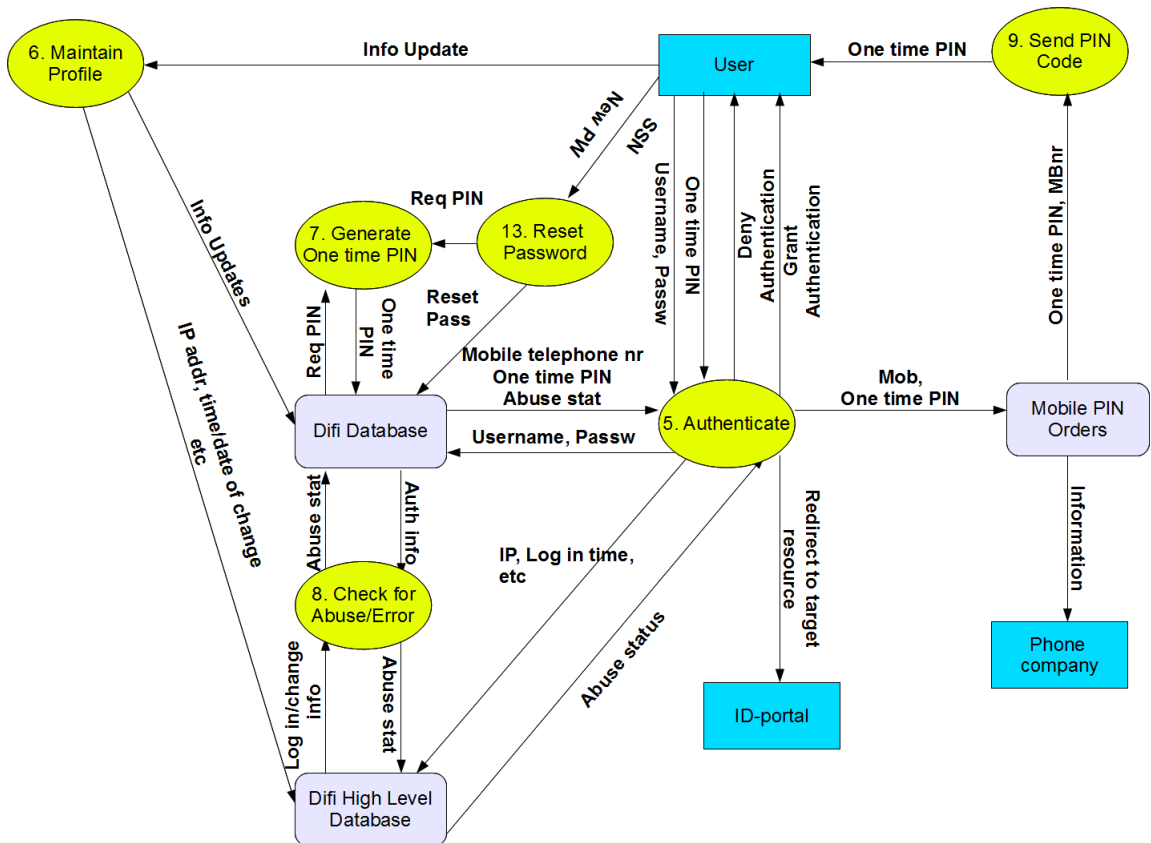 6. Maintain
Profile
Info Update
User
One time PIN
9. Send PIN
Code
New PW
SSN
Req PIN
7. Generate
One time PIN
13. Reset
Password
Username, Passw
One time PIN
Deny
Authentication
Grant
Authentication
One time PIN, MBnr
Info Updates
Req PIN
One time
PIN
Reset
Pass
Mobile telephone nr
One time PIN
Abuse stat
Mob,
One time PIN
Difi Database
5. Authenticate
Mobile PIN
Orders
Username, Passw
IP addr, time/date of change
etc
Abuse stat
Auth info
IP, Log in time,
etc
Redirect to target
resource
Information
8. Check for
Abuse/Error
Phone
company
Log in/change
info
Abuse stat
Abuse status
ID-portal
Difi High Level
Database